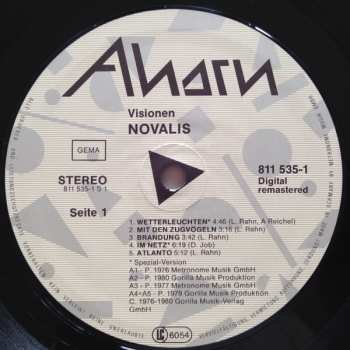 Ahorn
Visionen
NOVALIS
GEMA
STEREO
811 535-1 S 1
811 535-1
Digital
remastered
Seite 1
1. WETTERLEUCHTEN* 4:46 (L. Rahn, A Reichel)
2. MIT DEN ZUGVÖGELN 3:16 (L. Rahn)
3. BRANDUNG 3:42 (L. Rahn)
4. IM NETZ* 6:19 (D. Job)
5. ATLANTO 5:12 (L. Rahn)
* Spezial-Version
A1 - P. 1976 Metronome Musik GmbH
A2 - P. 1980 Gorilla Musik Produktion
A3 - P. 1977 Metronome Musik GmbH
A4+A5 - P. 1979 Gorilla Musik Produktion
C. 1976-1980 Gorilla Musik-Verlag
GmbH
LC 6054